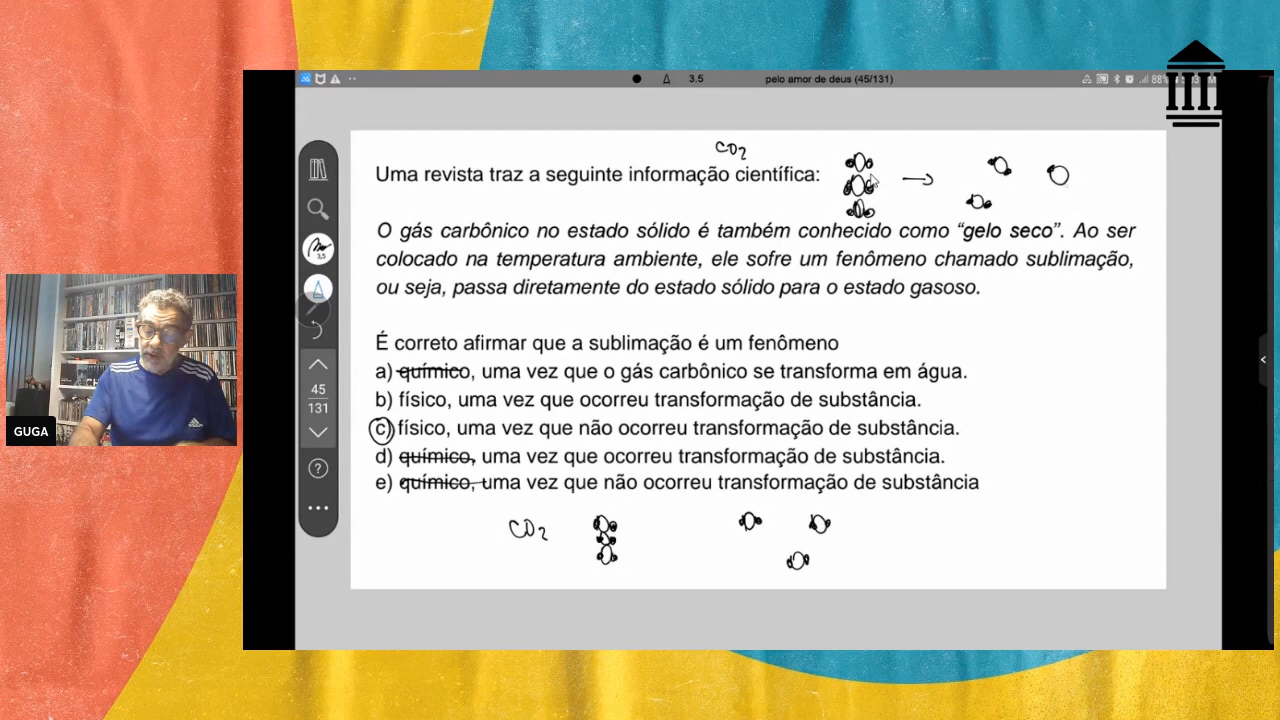 3.5
pelo amor de deus (45/131)
88%
CO2
Uma revista traz a seguinte informação científica:
O gás carbônico no estado sólido é também conhecido como “gelo seco”. Ao ser
colocado na temperatura ambiente, ele sofre um fenômeno chamado sublimação,
ou seja, passa diretamente do estado sólido para o estado gasoso.
É correto afirmar que a sublimação é um fenômeno
a) químico, uma vez que o gás carbônico se transforma em água.
b) físico, uma vez que ocorreu transformação de substância.
c) físico, uma vez que não ocorreu transformação de substância.
d) químico, uma vez que ocorreu transformação de substância.
e) químico, uma vez que não ocorreu transformação de substância
CO2
3,5
45
131
?
GUGA
adidas